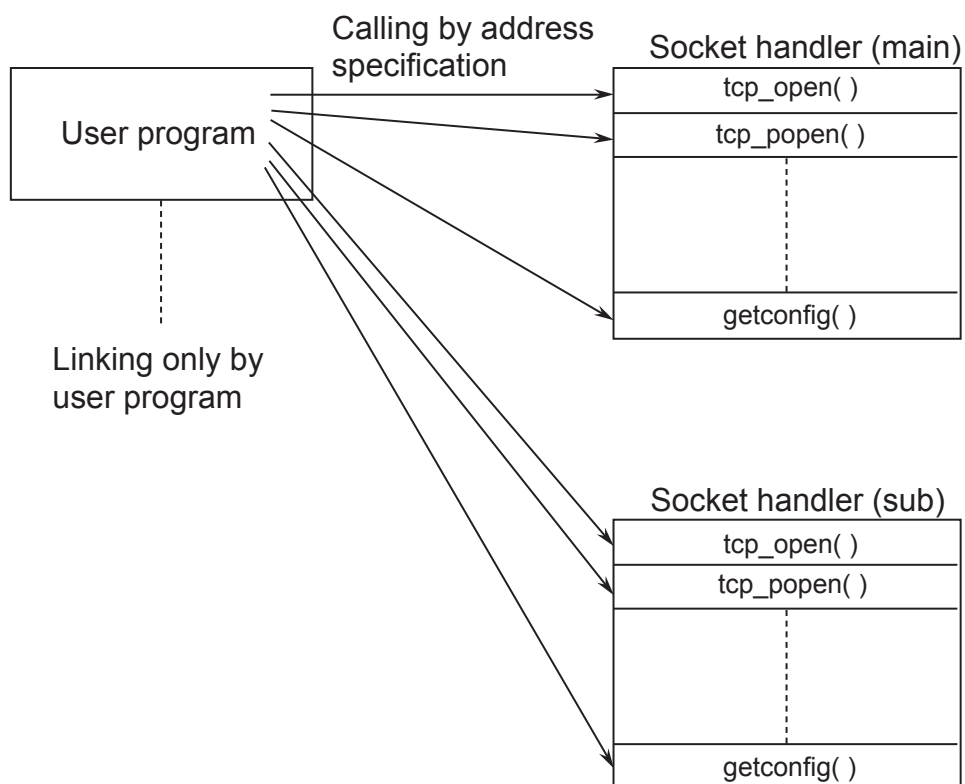 Calling by address
specification
Socket handler (main)
tcp_open( )
User program
tcp_popen( )
getconfig( )
Linking only by
user program
Socket handler (sub)
tcp_open( )
tcp_popen( )
getconfig( )